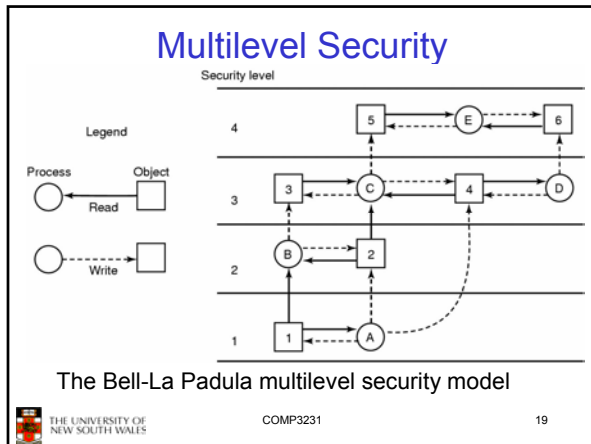 Multilevel Security
Security level
Legend
Process Object
Read
Write
4
5 E 6
3
3 C 4 D
2
B 2
1
1 A
The Bell-La Padula multilevel security model
THE UNIVERSITY OF
NEW SOUTH WALES
COMP3231
19